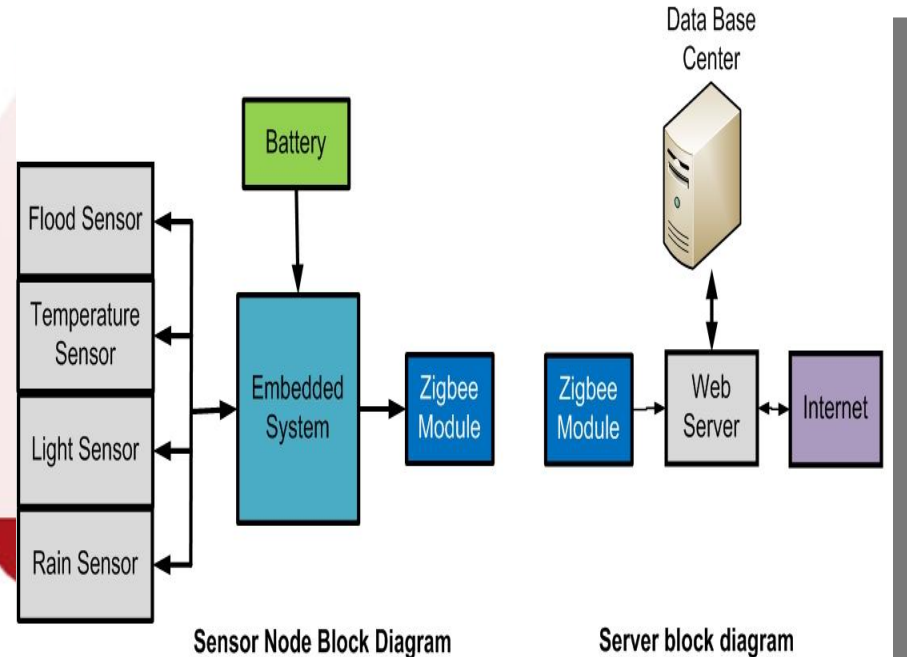 Data Base
Center
Battery
Flood Sensor
Temperature
Sensor
Light Sensor
Rain Sensor
Embedded
System
Zigbee
Module
Zigbee
Module
Web
Server
Internet
Sensor Node Block Diagram
Server block diagram